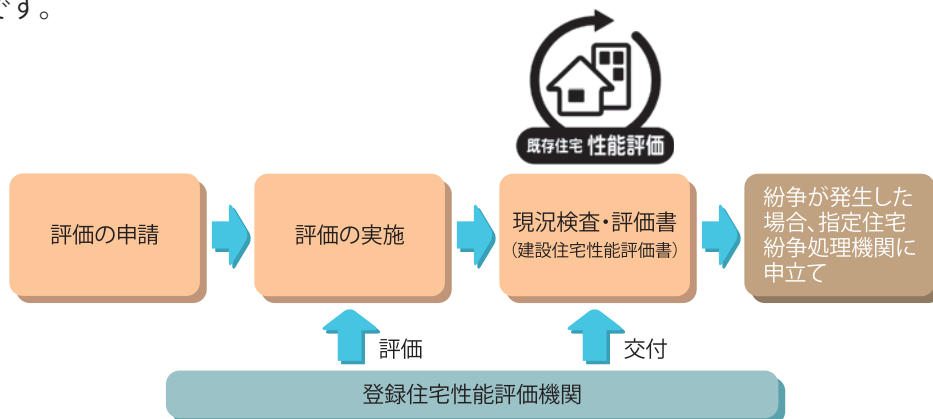 です。
既存住宅 性能評価
評価の申請
評価の実施
現況検査・評価書
(建設住宅性能評価書)
紛争が発生した
場合、指定住宅
紛争処理機関に
申立て
評価
交付
登録住宅性能評価機関